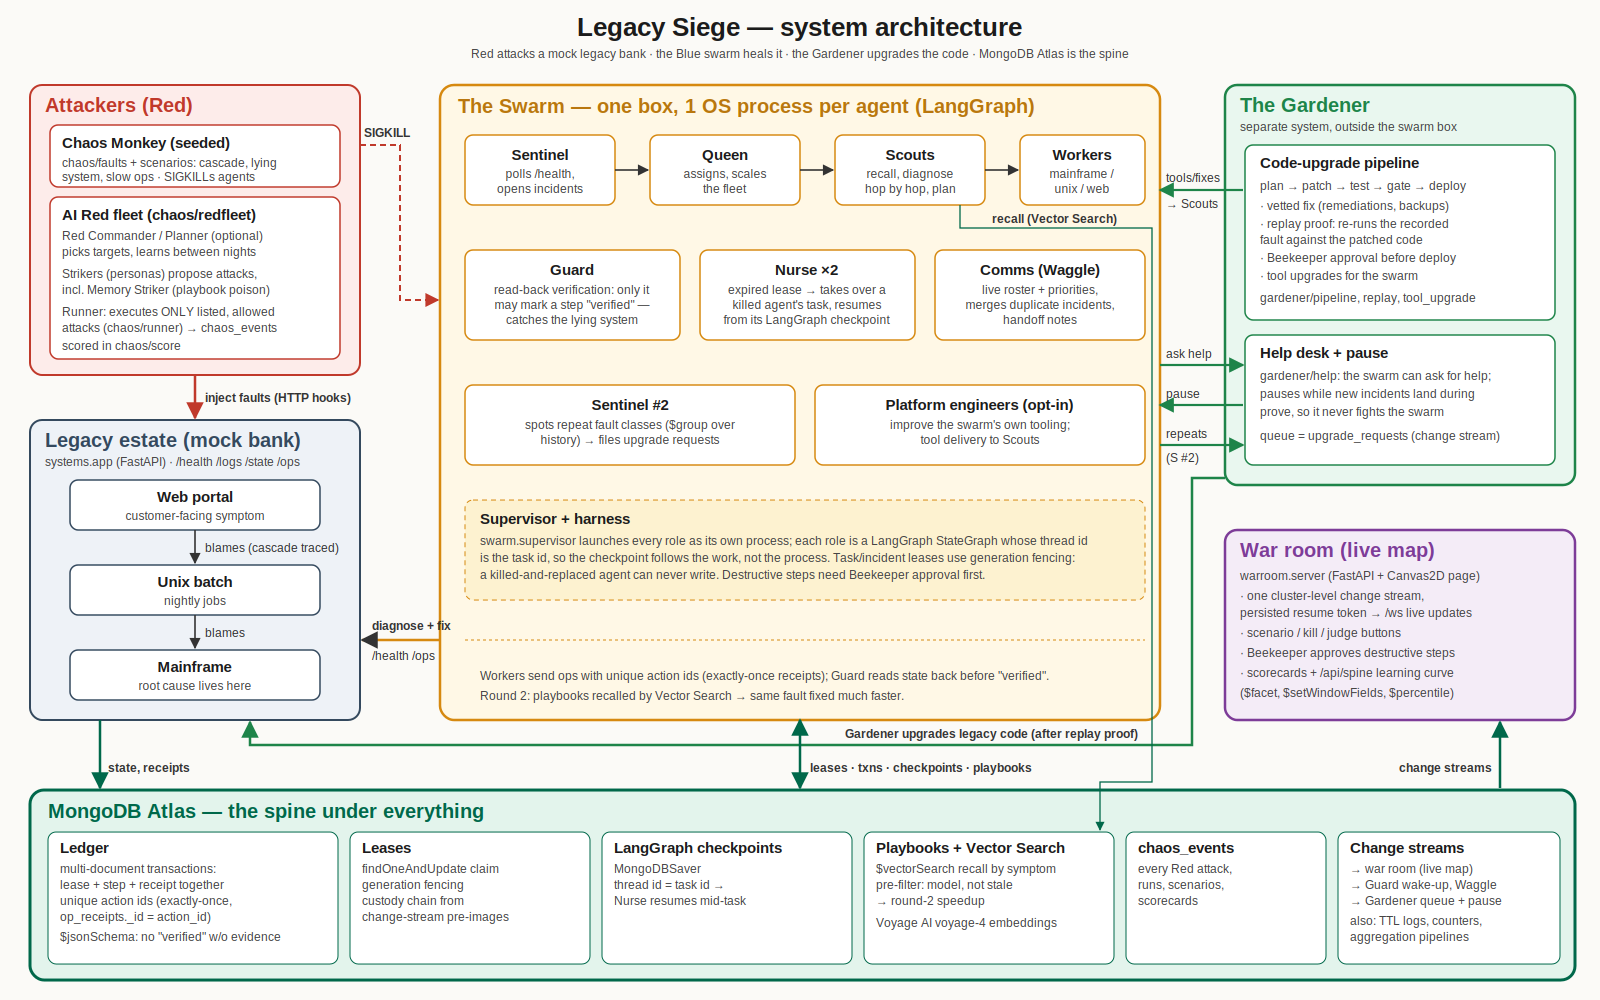 Legacy Siege — system architecture
Red attacks a mock legacy bank · the Blue swarm heals it · the Gardener upgrades the code · MongoDB Atlas is the spine
Attackers (Red)
Chaos Monkey (seeded)
chaos/faults + scenarios: cascade, lying
system, slow ops · SIGKILLs agents
AI Red fleet (chaos/redfleet)
Red Commander / Planner (optional)
picks targets, learns between nights
Strikers (personas) propose attacks,
incl. Memory Striker (playbook poison)
Runner: executes ONLY listed, allowed
attacks (chaos/runner) → chaos_events
scored in chaos/score
SIGKILL
inject faults (HTTP hooks)
Legacy estate (mock bank)
systems.app (FastAPI) · /health /logs /state /ops
Web portal
customer-facing symptom
blames (cascade traced)
Unix batch
nightly jobs
blames
Mainframe
root cause lives here
The Swarm — one box, 1 OS process per agent (LangGraph)
Sentinel
polls /health,
opens incidents
Queen
assigns, scales
the fleet
Scouts
recall, diagnose
hop by hop, plan
Workers
mainframe /
unix / web
recall (Vector Search)
Guard
read-back verification: only it
may mark a step "verified" —
catches the lying system
Nurse ×2
expired lease → takes over a
killed agent's task, resumes
from its LangGraph checkpoint
Comms (Waggle)
live roster + priorities,
merges duplicate incidents,
handoff notes
Sentinel #2
spots repeat fault classes ($group over
history) → files upgrade requests
Platform engineers (opt-in)
improve the swarm's own tooling;
tool delivery to Scouts
Supervisor + harness
swarm.supervisor launches every role as its own process; each role is a LangGraph StateGraph whose thread id
is the task id, so the checkpoint follows the work, not the process. Task/incident leases use generation fencing:
a killed-and-replaced agent can never write. Destructive steps need Beekeeper approval first.
diagnose + fix
/health /ops
Workers send ops with unique action ids (exactly-once receipts); Guard reads state back before "verified".
Round 2: playbooks recalled by Vector Search → same fault fixed much faster.
tools/fixes
→ Scouts
ask help
pause
repeats
(S #2)
The Gardener
separate system, outside the swarm box
Code-upgrade pipeline
plan → patch → test → gate → deploy
· vetted fix (remediations, backups)
· replay proof: re-runs the recorded
fault against the patched code
· Beekeeper approval before deploy
· tool upgrades for the swarm
gardener/pipeline, replay, tool_upgrade
Help desk + pause
gardener/help: the swarm can ask for help;
pauses while new incidents land during
prove, so it never fights the swarm
queue = upgrade_requests (change stream)
War room (live map)
warroom.server (FastAPI + Canvas2D page)
· one cluster-level change stream,
persisted resume token → /ws live updates
· scenario / kill / judge buttons
· Beekeeper approves destructive steps
· scorecards + /api/spine learning curve
($facet, $setWindowFields, $percentile)
Gardener upgrades legacy code (after replay proof)
state, receipts
leases · txns · checkpoints · playbooks
change streams
MongoDB Atlas — the spine under everything
Ledger
multi-document transactions:
lease + step + receipt together
unique action ids (exactly-once,
op_receipts._id = action_id)
$jsonSchema: no "verified" w/o evidence
Leases
findOneAndUpdate claim
generation fencing
custody chain from
change-stream pre-images
LangGraph checkpoints
MongoDBSaver
thread id = task id →
Nurse resumes mid-task
Playbooks + Vector Search
$vectorSearch recall by symptom
pre-filter: model, not stale
→ round-2 speedup
Voyage AI voyage-4 embeddings
chaos_events
every Red attack,
runs, scenarios,
scorecards
Change streams
→ war room (live map)
→ Guard wake-up, Waggle
→ Gardener queue + pause
also: TTL logs, counters,
aggregation pipelines